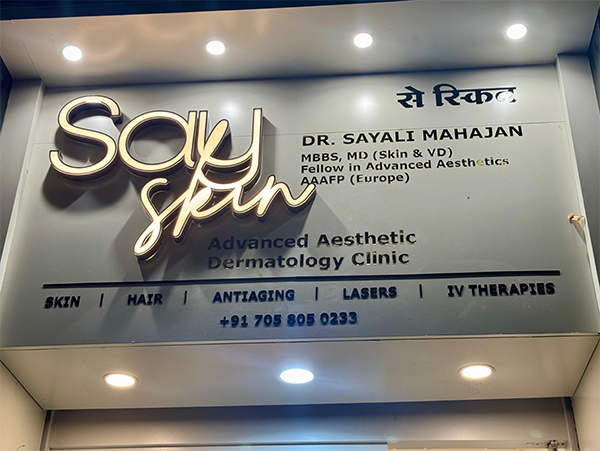 Say
skin
से स्किन
DR. SAYALI MAHAJAN
MBBS, MD (Skin & VD)
Fellow in Advanced Aesthetics
AAAFP (Europe)
Advanced Aesthetic
Dermatology Clinic
SKIN | HAIR | ANTIAGING | LASERS | IV THERAPIES
+91 705 805 0233